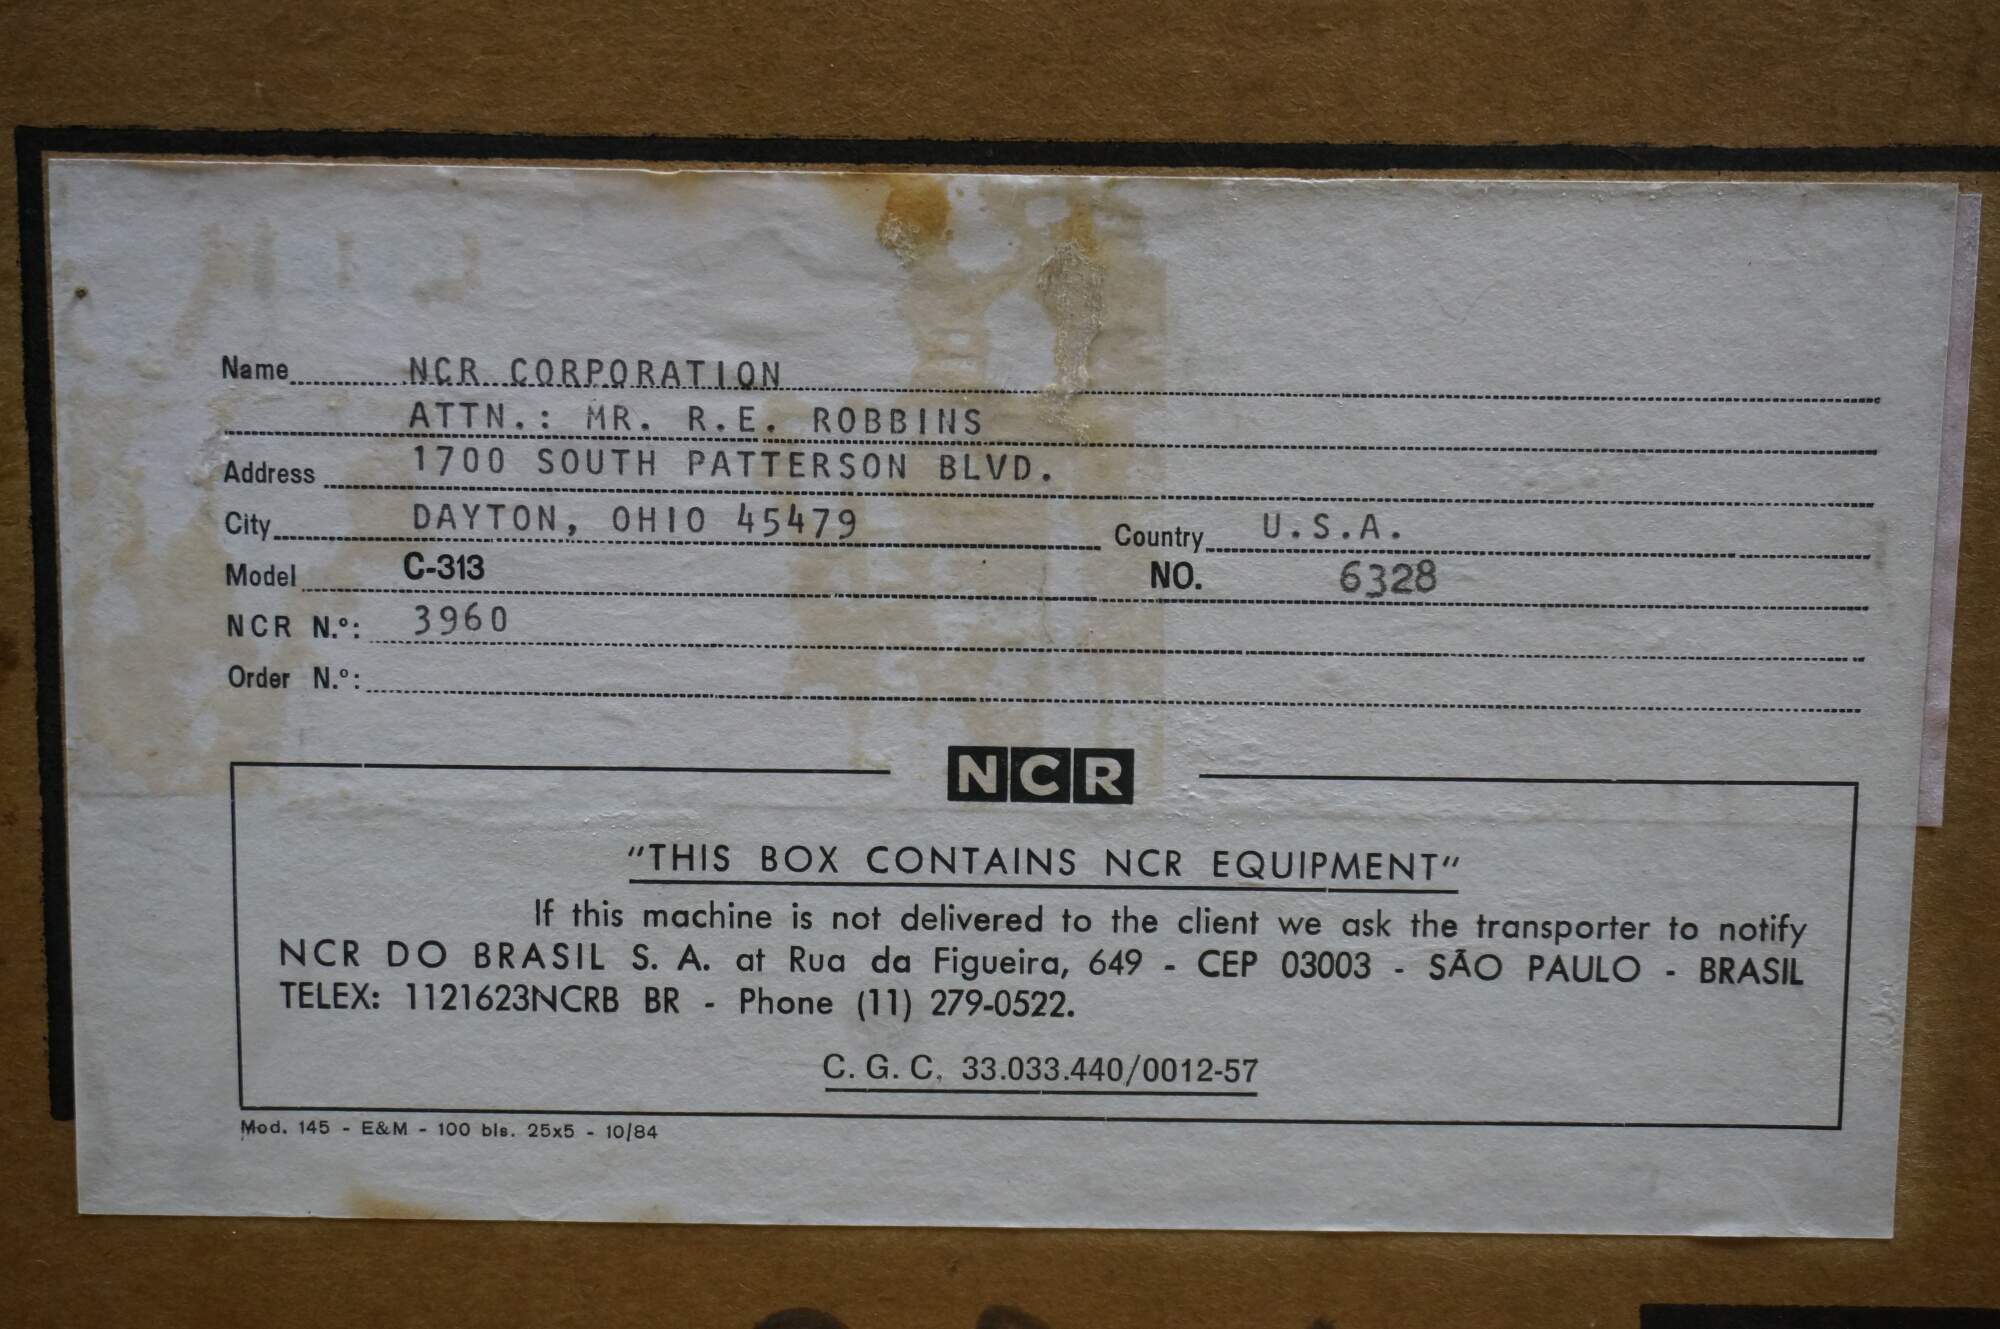 Name NCR CORPORATION
ATTN.: MR. R.E. ROBBINS
Address 1700 SOUTH PATTERSON BLVD.
City DAYTON, OHIO 45479 Country U.S.A.
Model C-313 NO. 6328
NCR N.º: 3960
Order N.º:
NCR
"THIS BOX CONTAINS NCR EQUIPMENT"
If this machine is not delivered to the client we ask the transporter to notify
NCR DO BRASIL S. A. at Rua da Figueira, 649 - CEP 03003 - SÃO PAULO - BRASIL
TELEX: 1121623NCRB BR - Phone (11) 279-0522.
C. G. C. 33.033.440/0012-57
Mod. 145 - E&M - 100 bls. 25x5 - 10/84